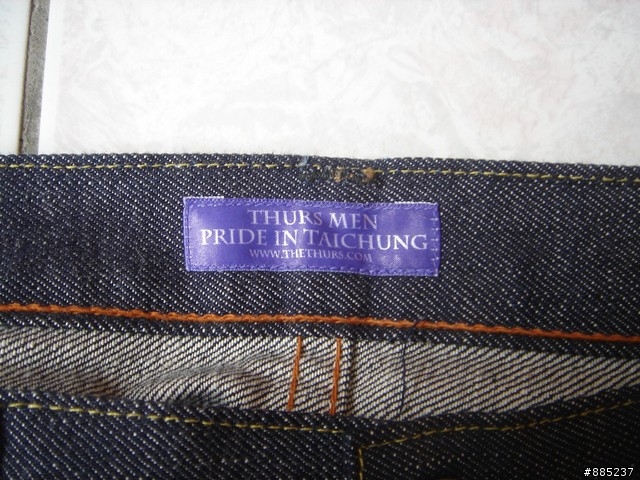 THURS MEN
PRIDE IN TAICHUNG
WWW.THETHURS.COM
#885237